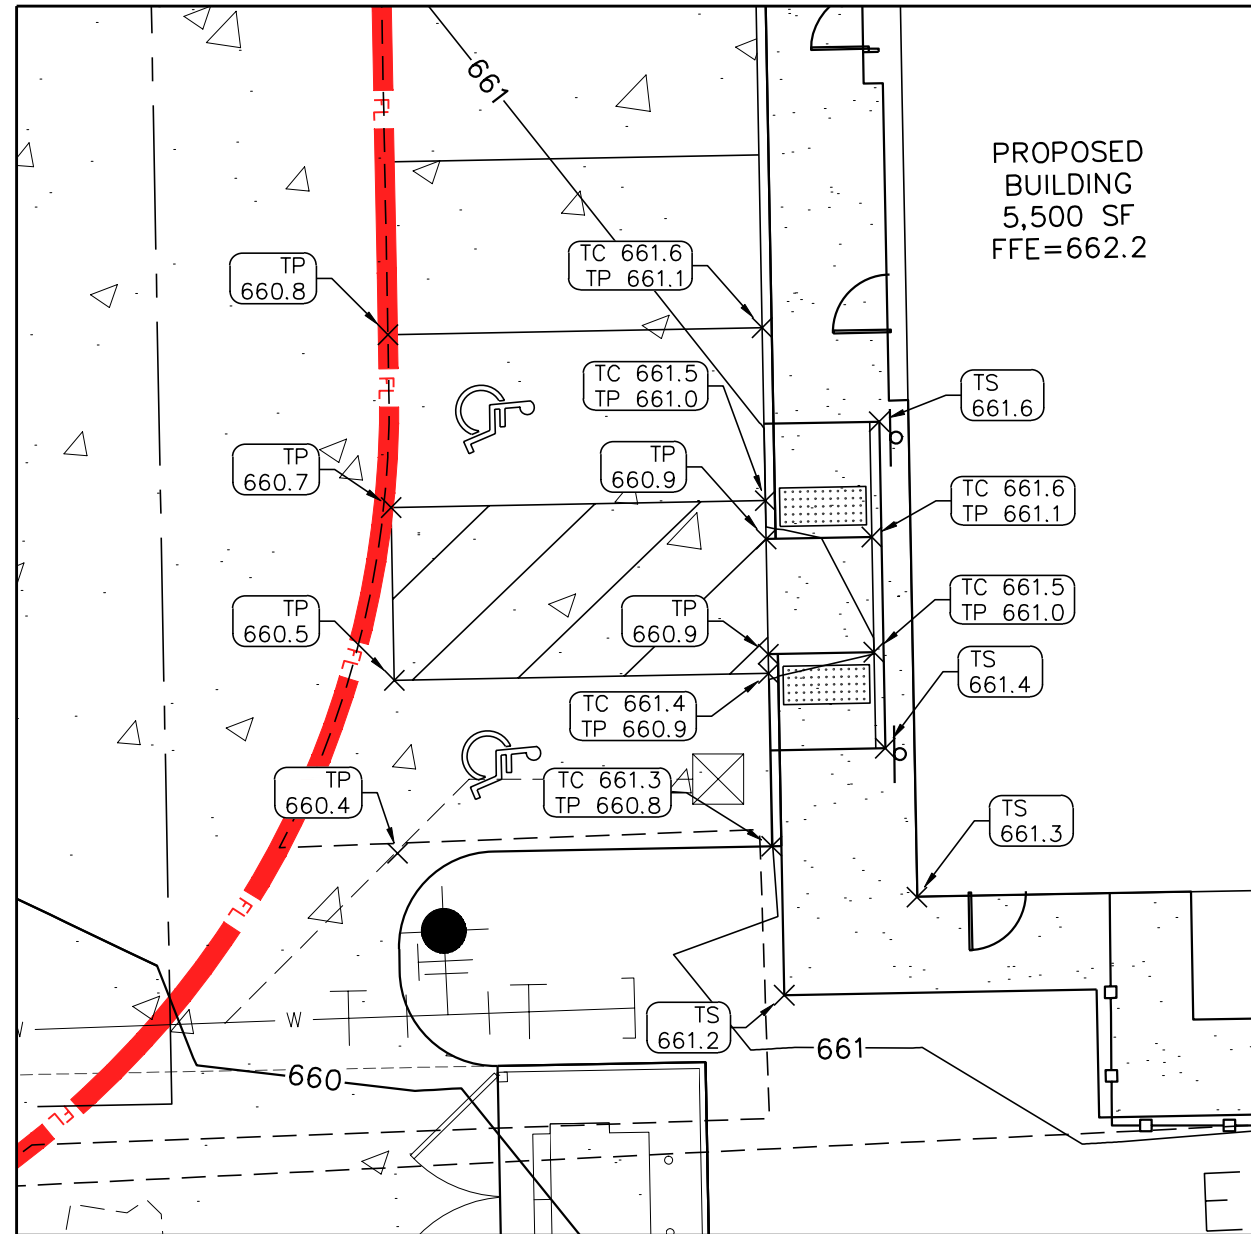 661
FL
PROPOSED
BUILDING
5,500 SF
FFE=662.2
TP
660.8
TC 661.6
TP 661.1
FL
TC 661.5
TP 661.0
TS
661.6
TP
660.7
TP
660.9
TC 661.6
TP 661.1
TP
660.5
TP
660.9
TC 661.5
TP 661.0
FL
TS
661.4
TC 661.4
TP 660.9
TP
660.4
TC 661.3
TP 660.8
TS
661.3
FL
W
TS
661.2
661
660
FL
E